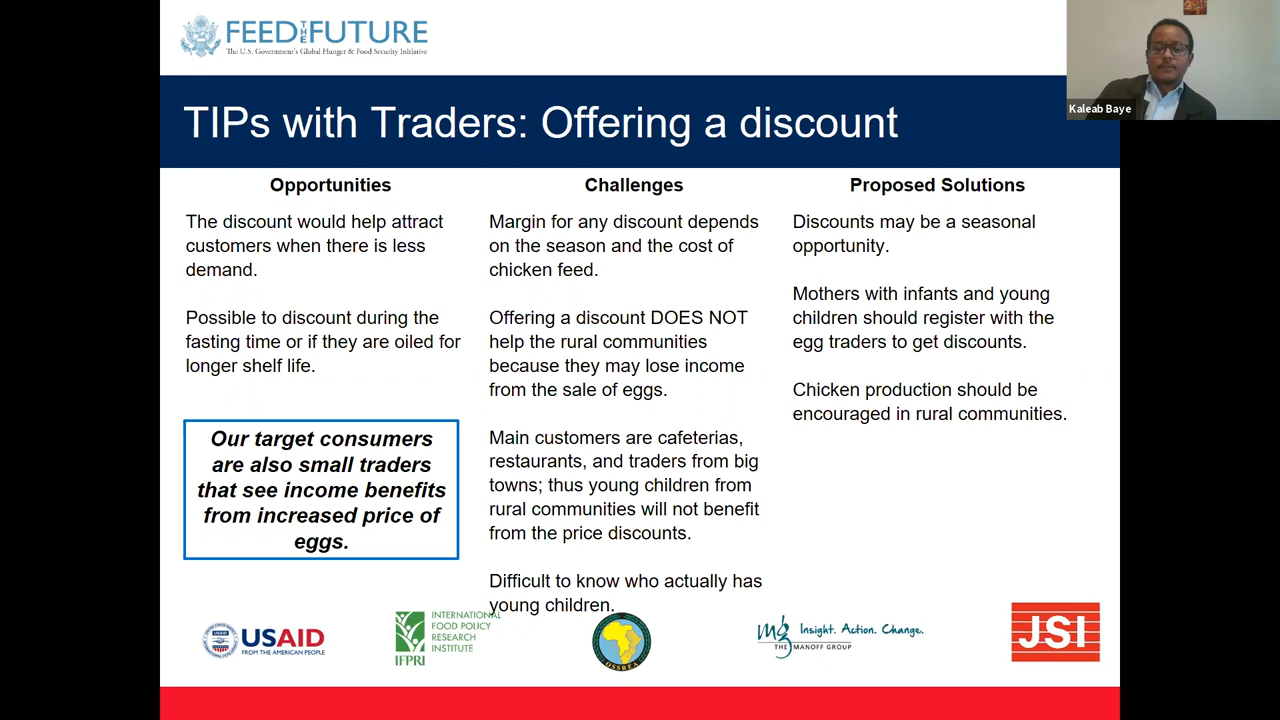 FEED THE FUTURE
The U.S. Government's Global Hunger & Food Security Initiative
Kaleab Baye
TIPs with Traders: Offering a discount
Opportunities
The discount would help attract
customers when there is less
demand.
Possible to discount during the
fasting time or if they are oiled for
longer shelf life.
Our target consumers
are also small traders
that see income benefits
from increased price of
eggs.
Challenges
Margin for any discount depends
on the season and the cost of
chicken feed.
Offering a discount DOES NOT
help the rural communities
because they may lose income
from the sale of eggs.
Main customers are cafeterias,
restaurants, and traders from big
towns; thus young children from
rural communities will not benefit
from the price discounts.
Difficult to know who actually has
young children.
Proposed Solutions
Discounts may be a seasonal
opportunity.
Mothers with infants and young
children should register with the
egg traders to get discounts.
Chicken production should be
encouraged in rural communities.
USAID
FROM THE AMERICAN PEOPLE
IFPRI
INTERNATIONAL
FOOD POLICY
RESEARCH
INSTITUTE
OSSREA
mg Insight. Action. Change.
THE MANOFF GROUP
JSI